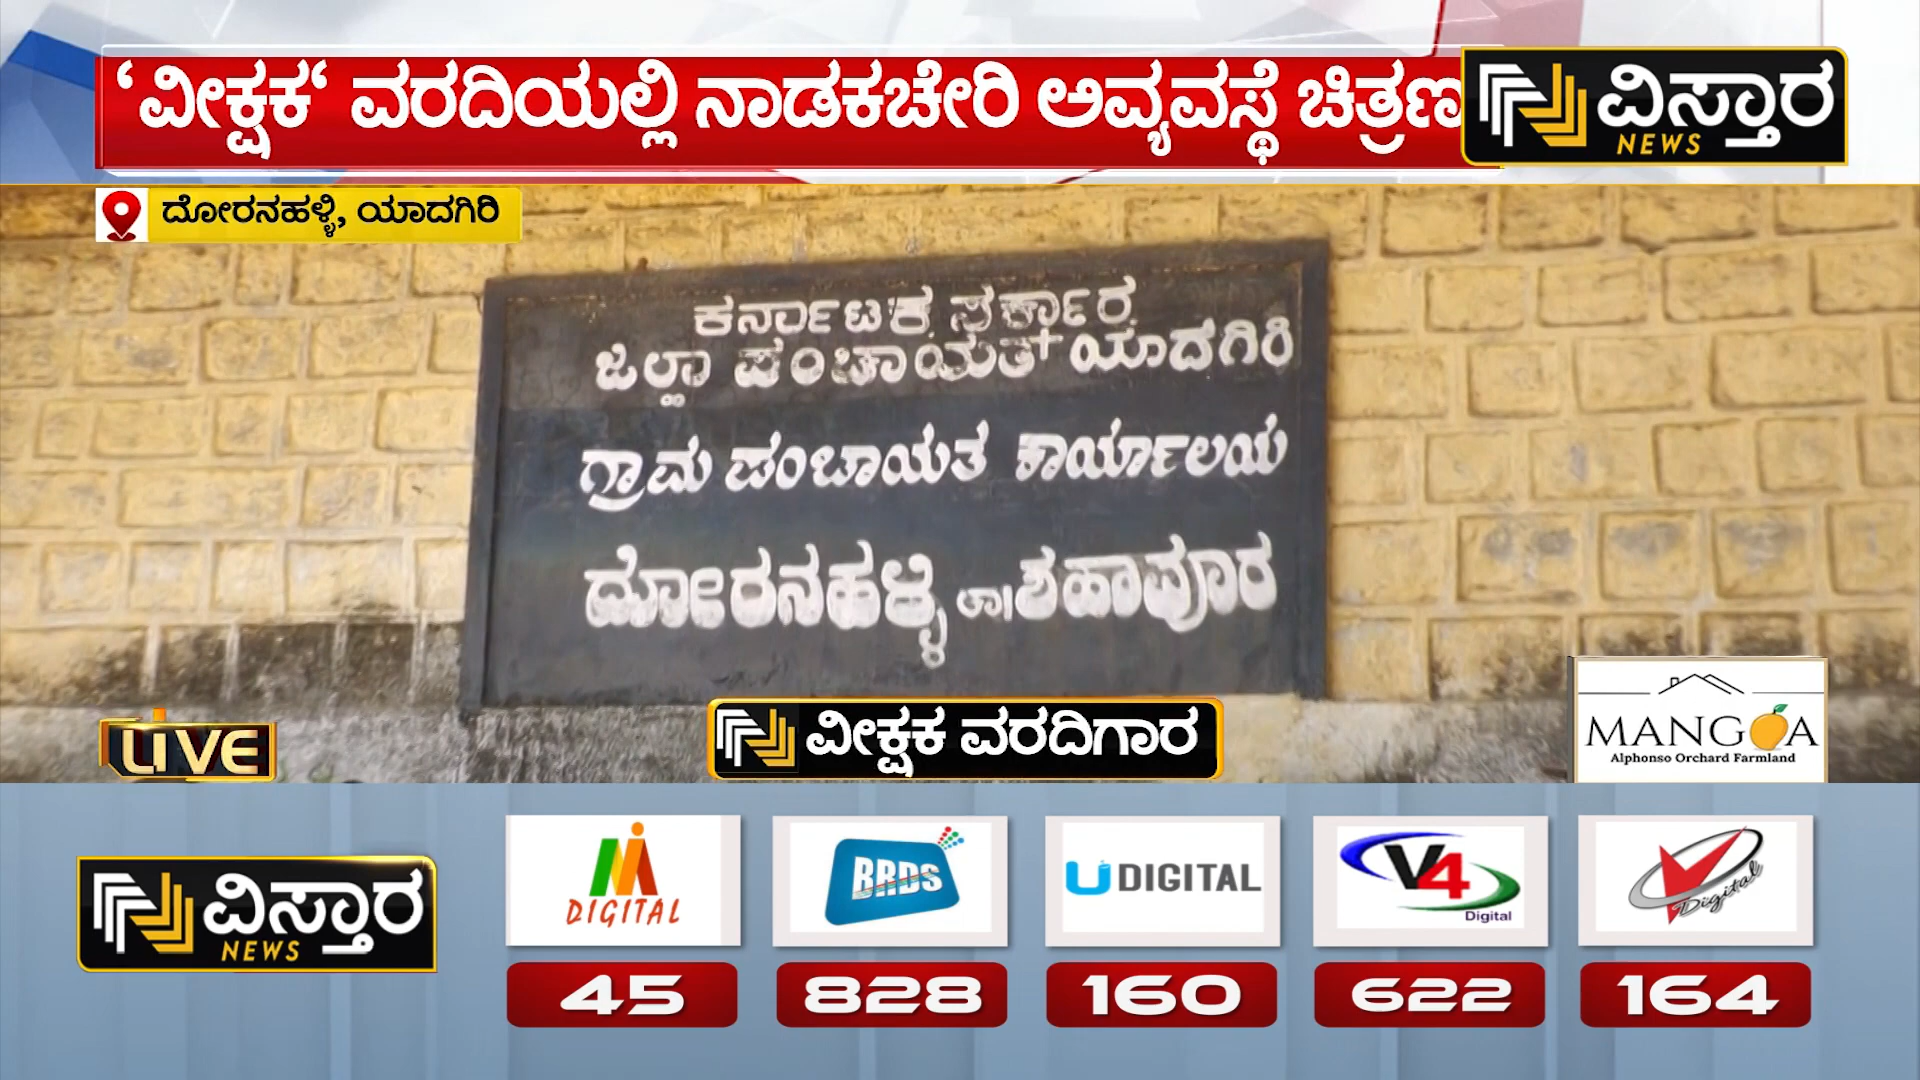 ‘ವೀಕ್ಷಕ‘ ವರದಿಯಲ್ಲಿ ನಾಡಕಚೇರಿ ಅವ್ಯವಸ್ಥೆ ಚಿತ್ರಣ
ವಿಸ್ತಾರ
NEWS
ದೋರನಹಳ್ಳಿ, ಯಾದಗಿರಿ
ಕರ್ನಾಟಕ ಸರ್ಕಾರ
ಜಿಲ್ಲಾ ಪಂಚಾಯತ್ ಯಾದಗಿರಿ
ಗ್ರಾಮ ಪಂಚಾಯತ ಕಾರ್ಯಾಲಯ
ದೋರನಹಳ್ಳಿ ತಾ।ಶಹಾಪೂರ
LIVE
ವೀಕ್ಷಕ ವರದಿಗಾರ
MANGOA
Alphonso Orchard Farmland
ವಿಸ್ತಾರ
NEWS
DIGITAL
BRDS
U DIGITAL
V4
Digital
Digital
45 828 160 622 164